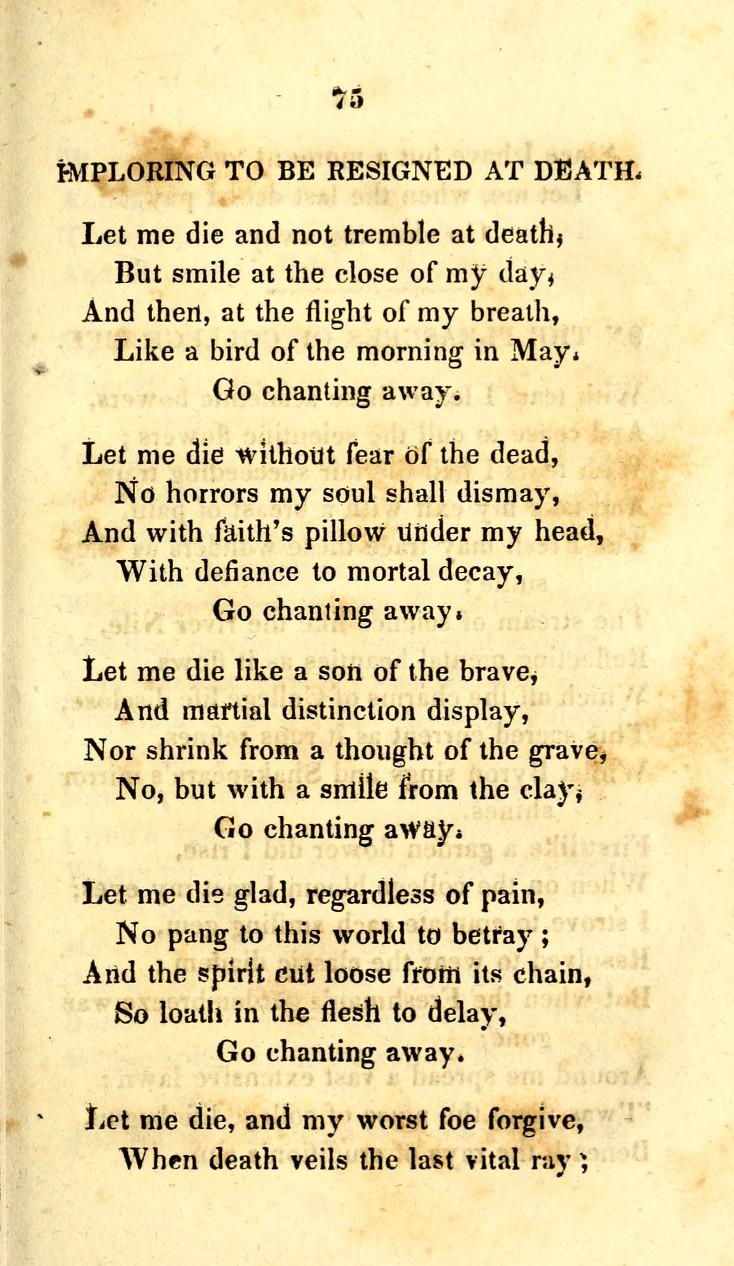 75
IMPLORING TO BE RESIGNED AT DEATH.
Let me die and not tremble at death,
But smile at the close of my day,
And then, at the flight of my breath,
Like a bird of the morning in May,
Go chanting away.
Let me die without fear of the dead,
No horrors my soul shall dismay,
And with faith's pillow under my head,
With defiance to mortal decay,
Go chanting away.
Let me die like a son of the brave,
And martial distinction display,
Nor shrink from a thought of the grave,
No, but with a smile from the clay,
Go chanting away.
Let me die glad, regardless of pain,
No pang to this world to betray;
And the spirit cut loose from its chain,
So loath in the flesh to delay,
Go chanting away.
Let me die, and my worst foe forgive,
When death veils the last vital ray;